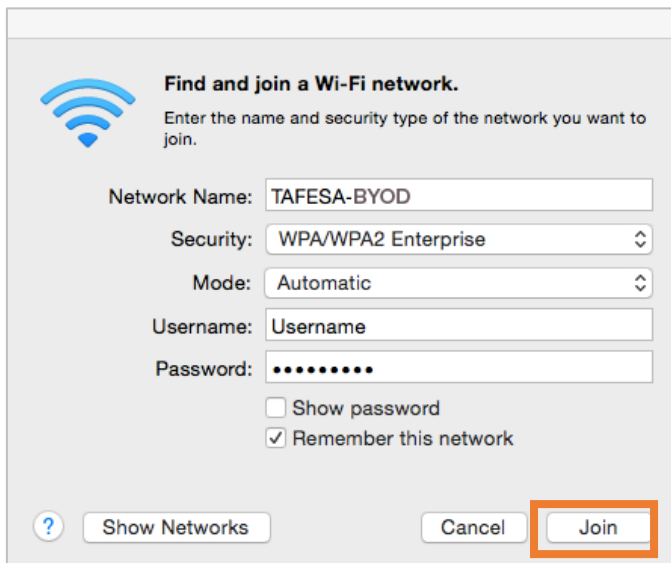 Find and join a Wi-Fi network.
Enter the name and security type of the network you want to
join.
Network Name: TAFESA-BYOD
Security: WPA/WPA2 Enterprise
Mode: Automatic
Username: Username
Password: •••••••••
Show password
Remember this network
? Show Networks Cancel Join